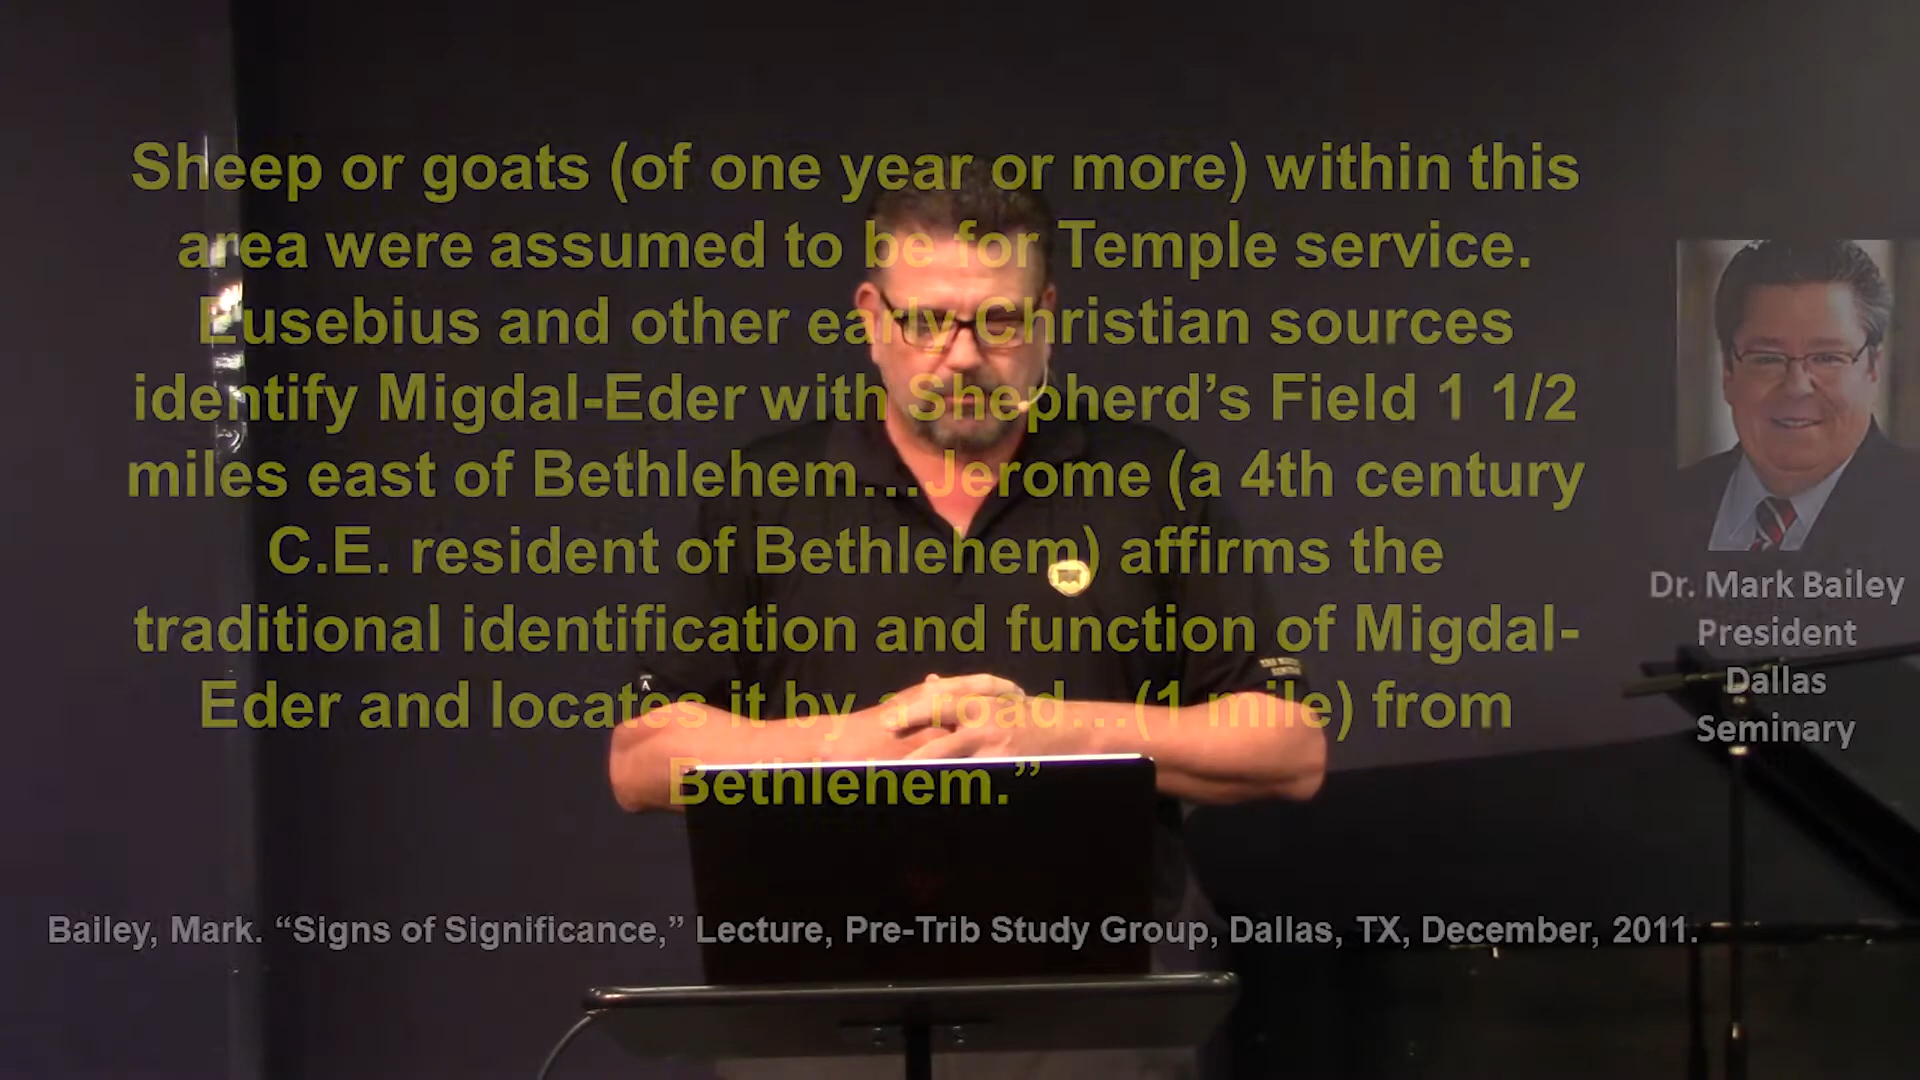 Sheep or goats (of one year or more) within this
area were assumed to be for Temple service.
Eusebius and other early Christian sources
identify Migdal-Eder with Shepherd’s Field 1 1/2
miles east of Bethlehem…Jerome (a 4th century
C.E. resident of Bethlehem) affirms the
traditional identification and function of Migdal-
Eder and locates it by a road…(1 mile) from
Bethlehem.”
Dr. Mark Bailey
President
Dallas
Seminary
Bailey, Mark. “Signs of Significance,” Lecture, Pre-Trib Study Group, Dallas, TX, December, 2011.